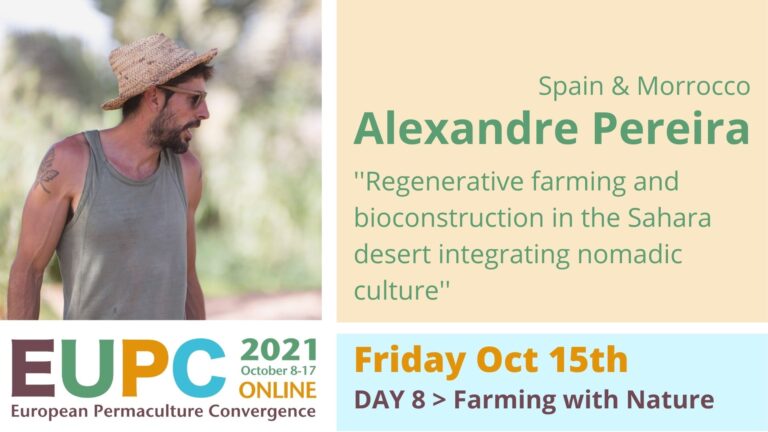 Spain & Morrocco
Alexandre Pereira
''Regenerative farming and
bioconstruction in the Sahara
desert integrating nomadic
culture''
EUPC
2021
October 8-17
ONLINE
European Permaculture Convergence
Friday Oct 15th
DAY 8 > Farming with Nature